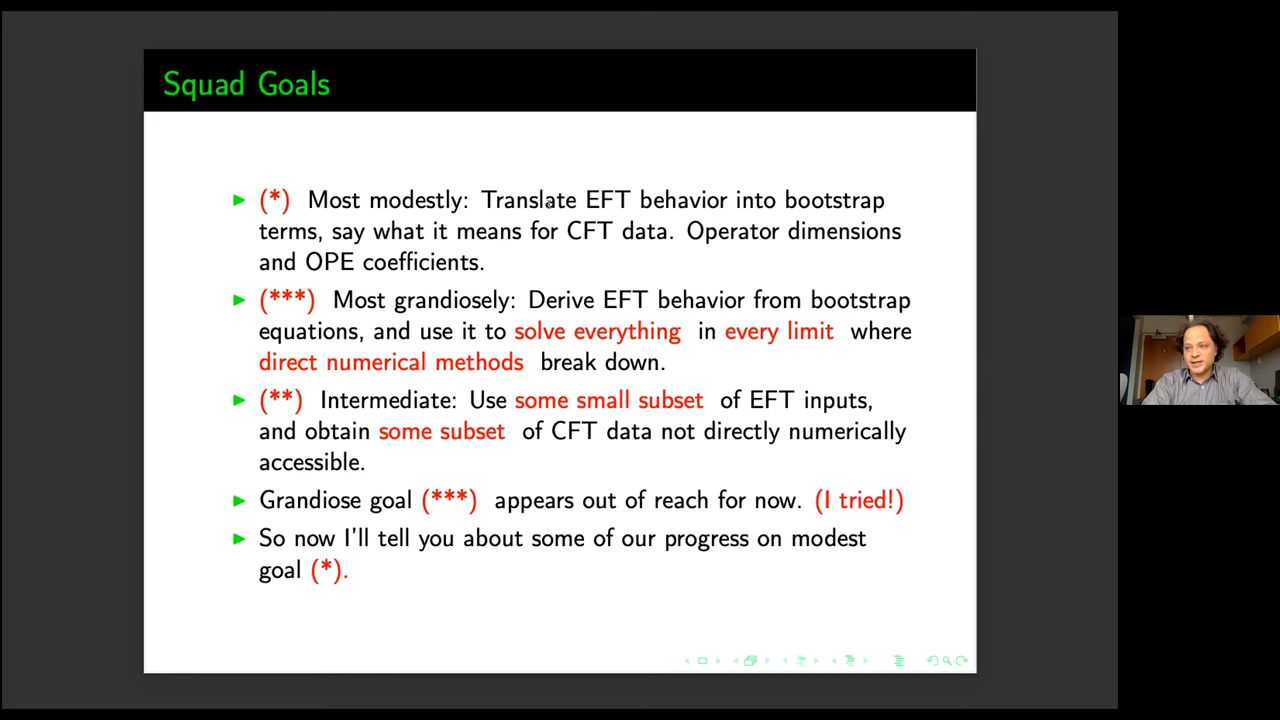 Squad Goals
(*) Most modestly: Translate EFT behavior into bootstrap
terms, say what it means for CFT data. Operator dimensions
and OPE coefficients.
(***) Most grandiosely: Derive EFT behavior from bootstrap
equations, and use it to solve everything in every limit where
direct numerical methods break down.
(**) Intermediate: Use some small subset of EFT inputs,
and obtain some subset of CFT data not directly numerically
accessible.
Grandiose goal (***) appears out of reach for now. (I tried!)
So now I'll tell you about some of our progress on modest
goal (*).